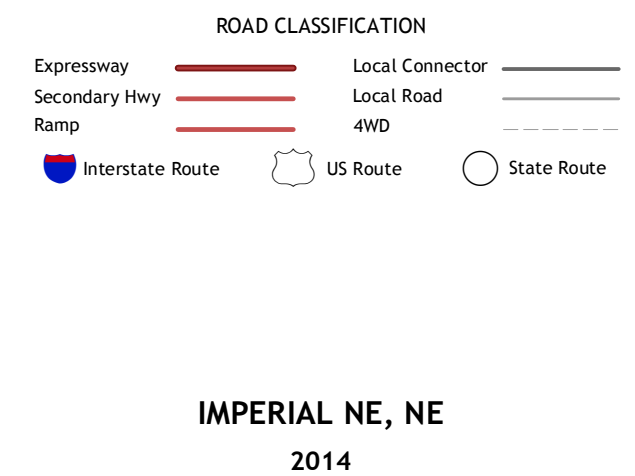 ROAD CLASSIFICATION
Expressway
Local Connector
Secondary Hwy
Local Road
Ramp
4WD
Interstate Route
US Route
State Route
IMPERIAL NE, NE
2014